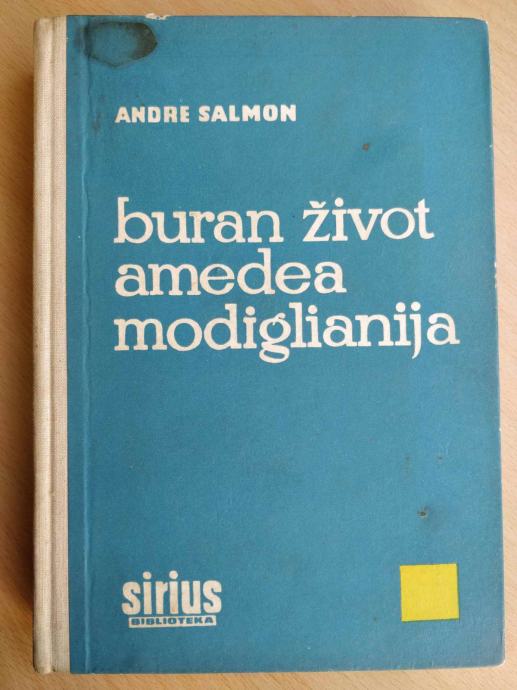 ANDRE SALMON
buran život
amedea
modiglianija
sirius
BIBLIOTEKA